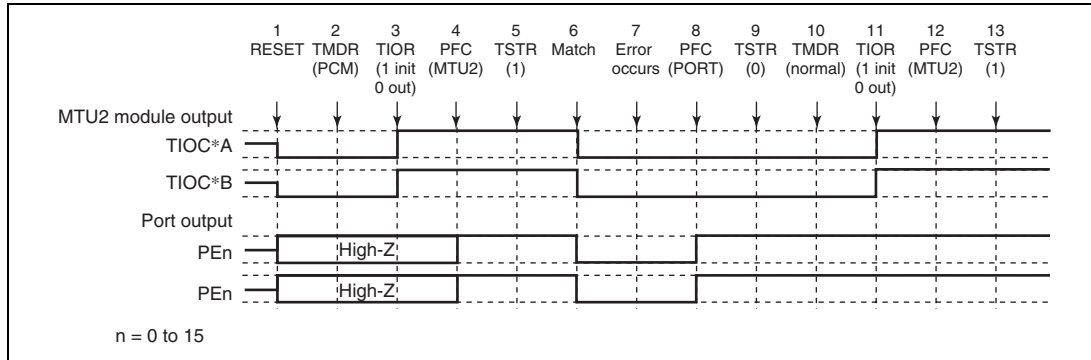 1 2 3 4 5 6 7 8 9 10 11 12 13
RESET TMDR TIOR PFC TSTR Match Error PFC TSTR TMDR TIOR PFC TSTR
(PCM) (1 init (MTU2) (1) occurs (PORT) (0) (normal) (1 init (MTU2) (1)
0 out) 0 out)
MTU2 module output
TIOC*A
TIOC*B
Port output
PEn High-Z
PEn High-Z
n = 0 to 15